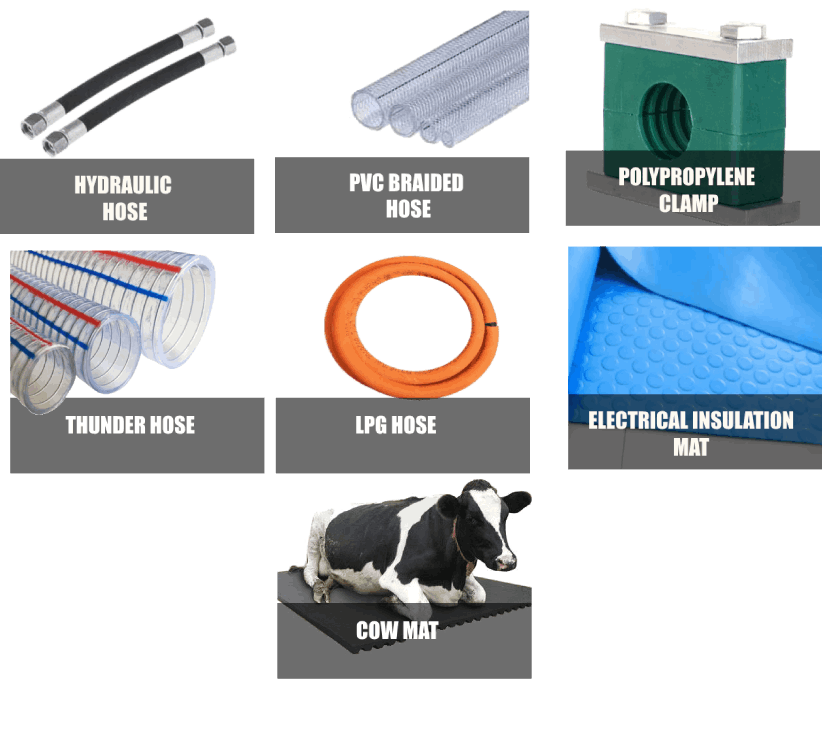 HYDRAULIC
HOSE
PVC BRAIDED
HOSE
POLYPROPYLENE
CLAMP
THUNDER HOSE
LPG HOSE
ELECTRICAL INSULATION
MAT
COW MAT